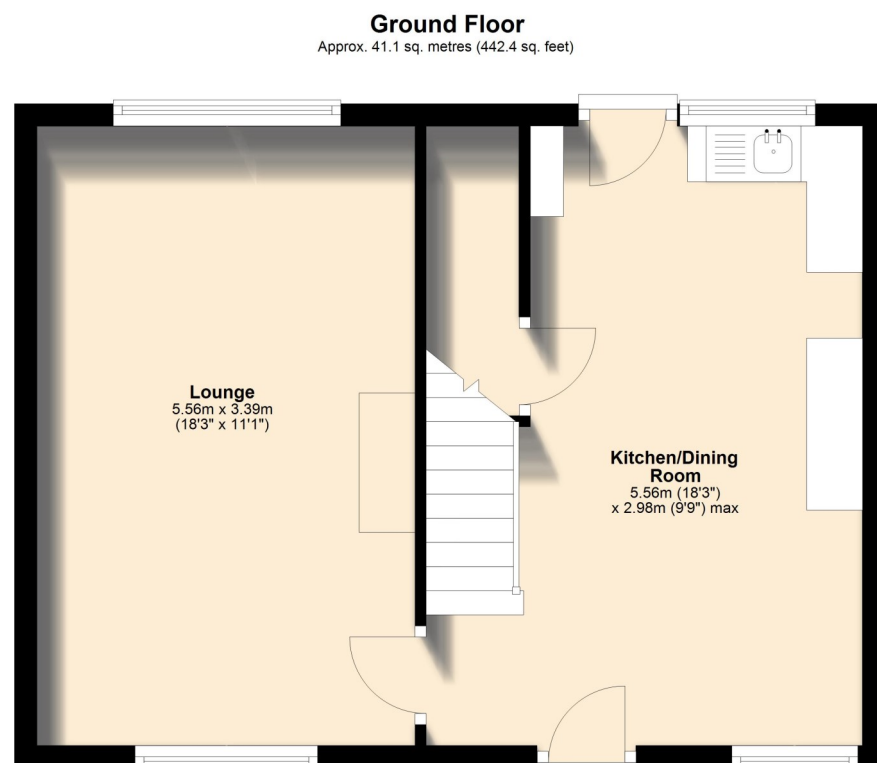 Ground Floor
Approx. 41.1 sq. metres (442.4 sq. feet)
Lounge
5.56m x 3.39m
(18'3" x 11'1")
Kitchen/Dining
Room
5.56m (18'3")
x 2.98m (9'9") max